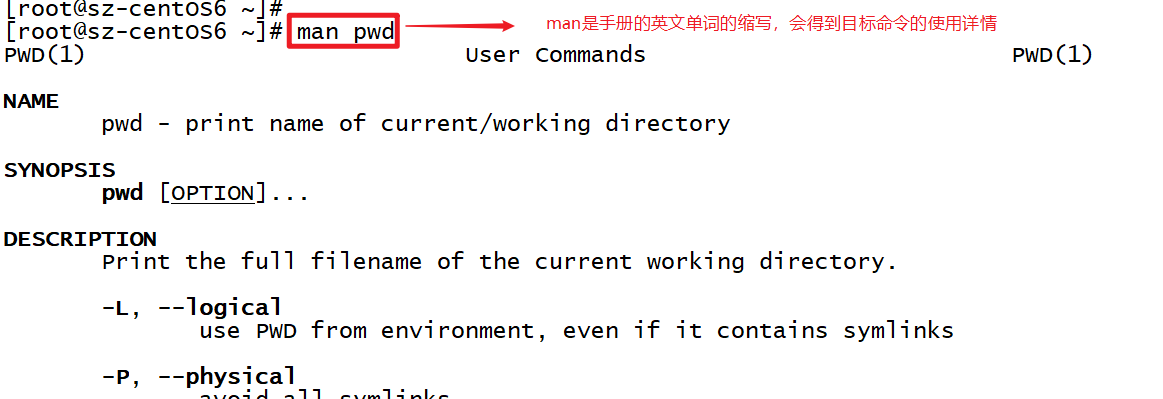 [root@sz-centOS6 ~]#
[root@sz-centOS6 ~]# man pwd
man是手册的英文单词的缩写，会得到目标命令的使用详情
PWD(1) User Commands PWD(1)
NAME
pwd - print name of current/working directory
SYNOPSIS
pwd [OPTION]...
DESCRIPTION
Print the full filename of the current working directory.
-L, --logical
use PWD from environment, even if it contains symlinks
-P, --physical
avoid all symlinks